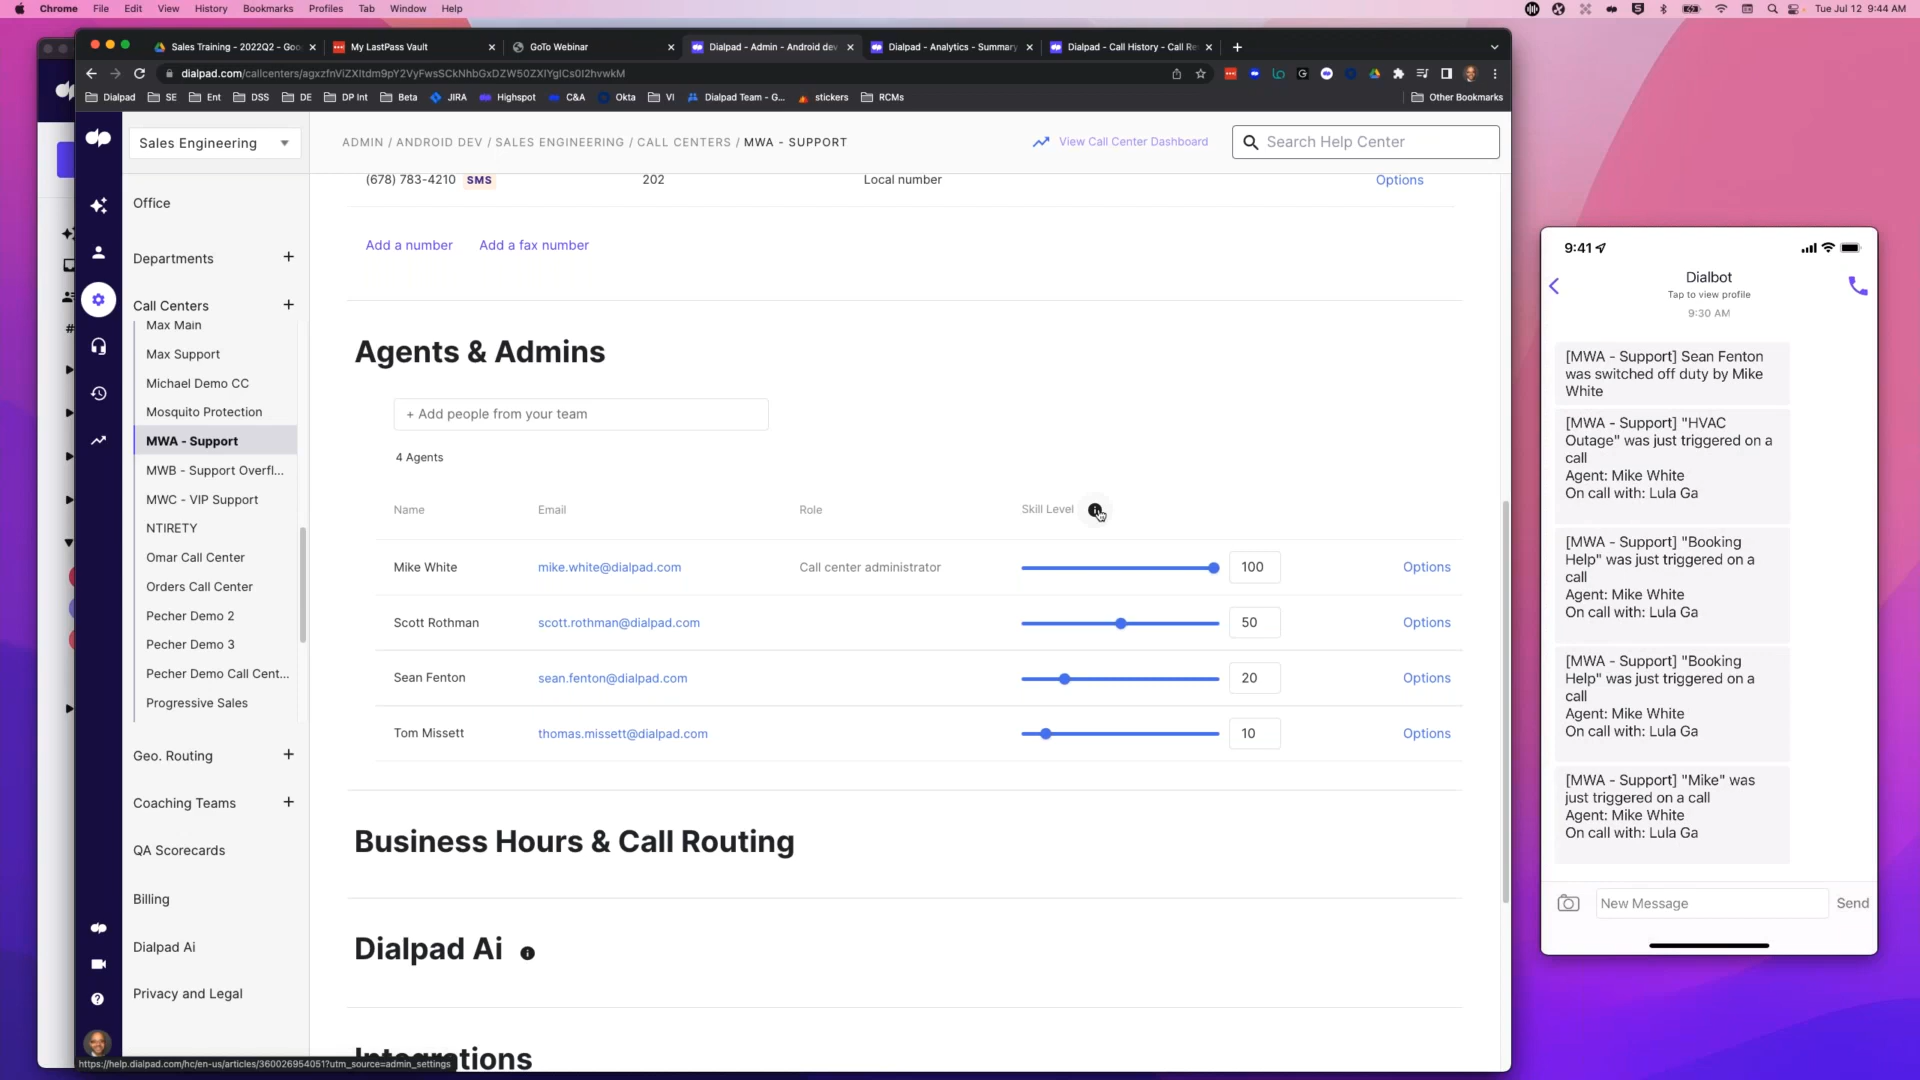 Chrome File Edit View History Bookmarks Profiles Tab Window Help
Tue Jul 12 9:44 AM
Sales Training - 2022Q2 - Goo
My LastPass Vault
GoTo Webinar
Dialpad - Admin - Android dev
Dialpad - Analytics - Summary
Dialpad - Call History - Call Re
Dialpad SE Ent DSS DE DP Int Beta JIRA Highspot C&A Okta VI Dialpad Team - G... stickers RCMs Other Bookmarks
Sales Engineering
ADMIN / ANDROID DEV / SALES ENGINEERING / CALL CENTERS / MWA - SUPPORT
View Call Center Dashboard
Search Help Center
Office
Departments
Call Centers
Max Main
Max Support
Michael Demo CC
Mosquito Protection
MWA - Support
MWB - Support Overfl...
MWC - VIP Support
NTIRETY
Omar Call Center
Orders Call Center
Pecher Demo 2
Pecher Demo 3
Pecher Demo Call Cent...
Progressive Sales
Geo. Routing
Coaching Teams
QA Scorecards
Billing
Dialpad Ai
Privacy and Legal
(678) 783-4210 SMS 202 Local number Options
Add a number Add a fax number
Agents & Admins
+ Add people from your team
4 Agents
Name Email Role Skill Level
Mike White mike.white@dialpad.com Call center administrator 100 Options
Scott Rothman scott.rothman@dialpad.com 50 Options
Sean Fenton sean.fenton@dialpad.com 20 Options
Tom Missett thomas.missett@dialpad.com 10 Options
Business Hours & Call Routing
Dialpad Ai
9:41
Dialbot
Tap to view profile
9:30 AM
[MWA - Support] Sean Fenton
was switched off duty by Mike
White
[MWA - Support] "HVAC
Outage" was just triggered on a
call
Agent: Mike White
On call with: Lula Ga
[MWA - Support] "Booking
Help" was just triggered on a
call
Agent: Mike White
On call with: Lula Ga
[MWA - Support] "Booking
Help" was just triggered on a
call
Agent: Mike White
On call with: Lula Ga
[MWA - Support] "Mike" was
just triggered on a call
Agent: Mike White
On call with: Lula Ga
New Message Send
https://help.dialpad.com/hc/en-us/articles/360026954051?utm_source=admin_settings